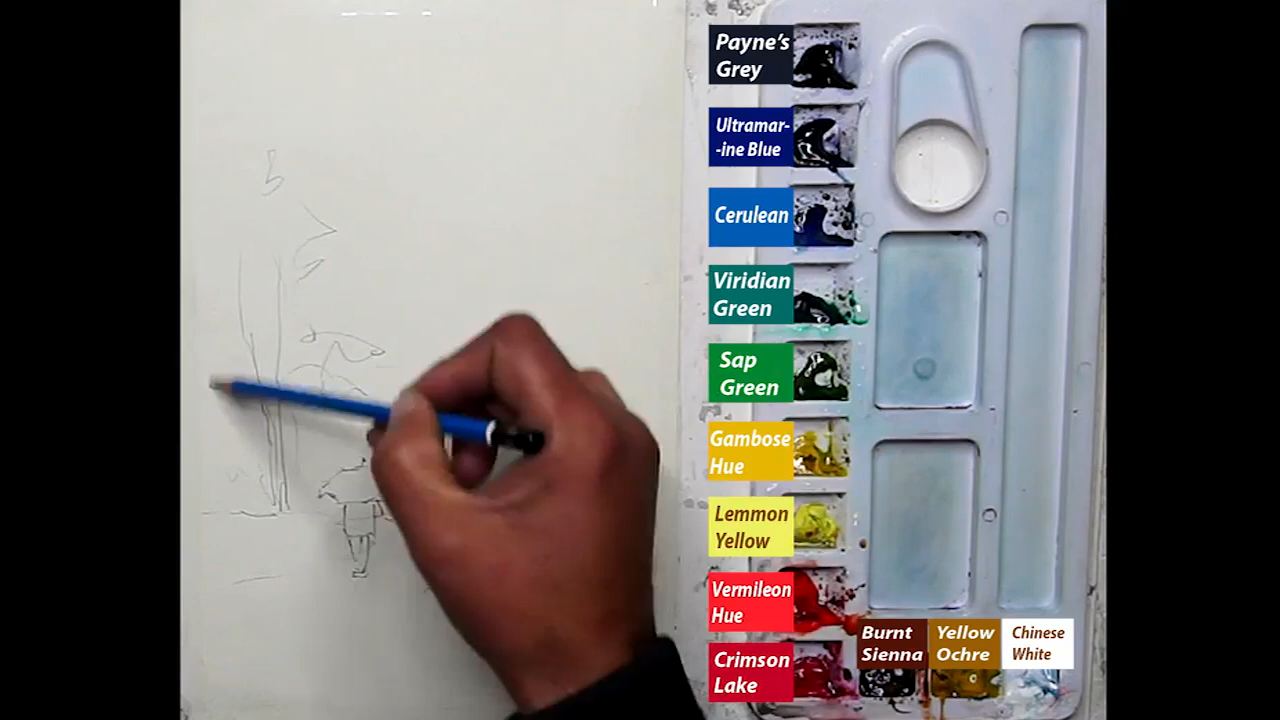 Payne's
Grey
Ultramar-
-ine Blue
Cerulean
Viridian
Green
Sap
Green
Gambose
Hue
Lemmon
Yellow
Vermileon
Hue
Crimson
Lake
Burnt
Sienna
Yellow
Ochre
Chinese
White